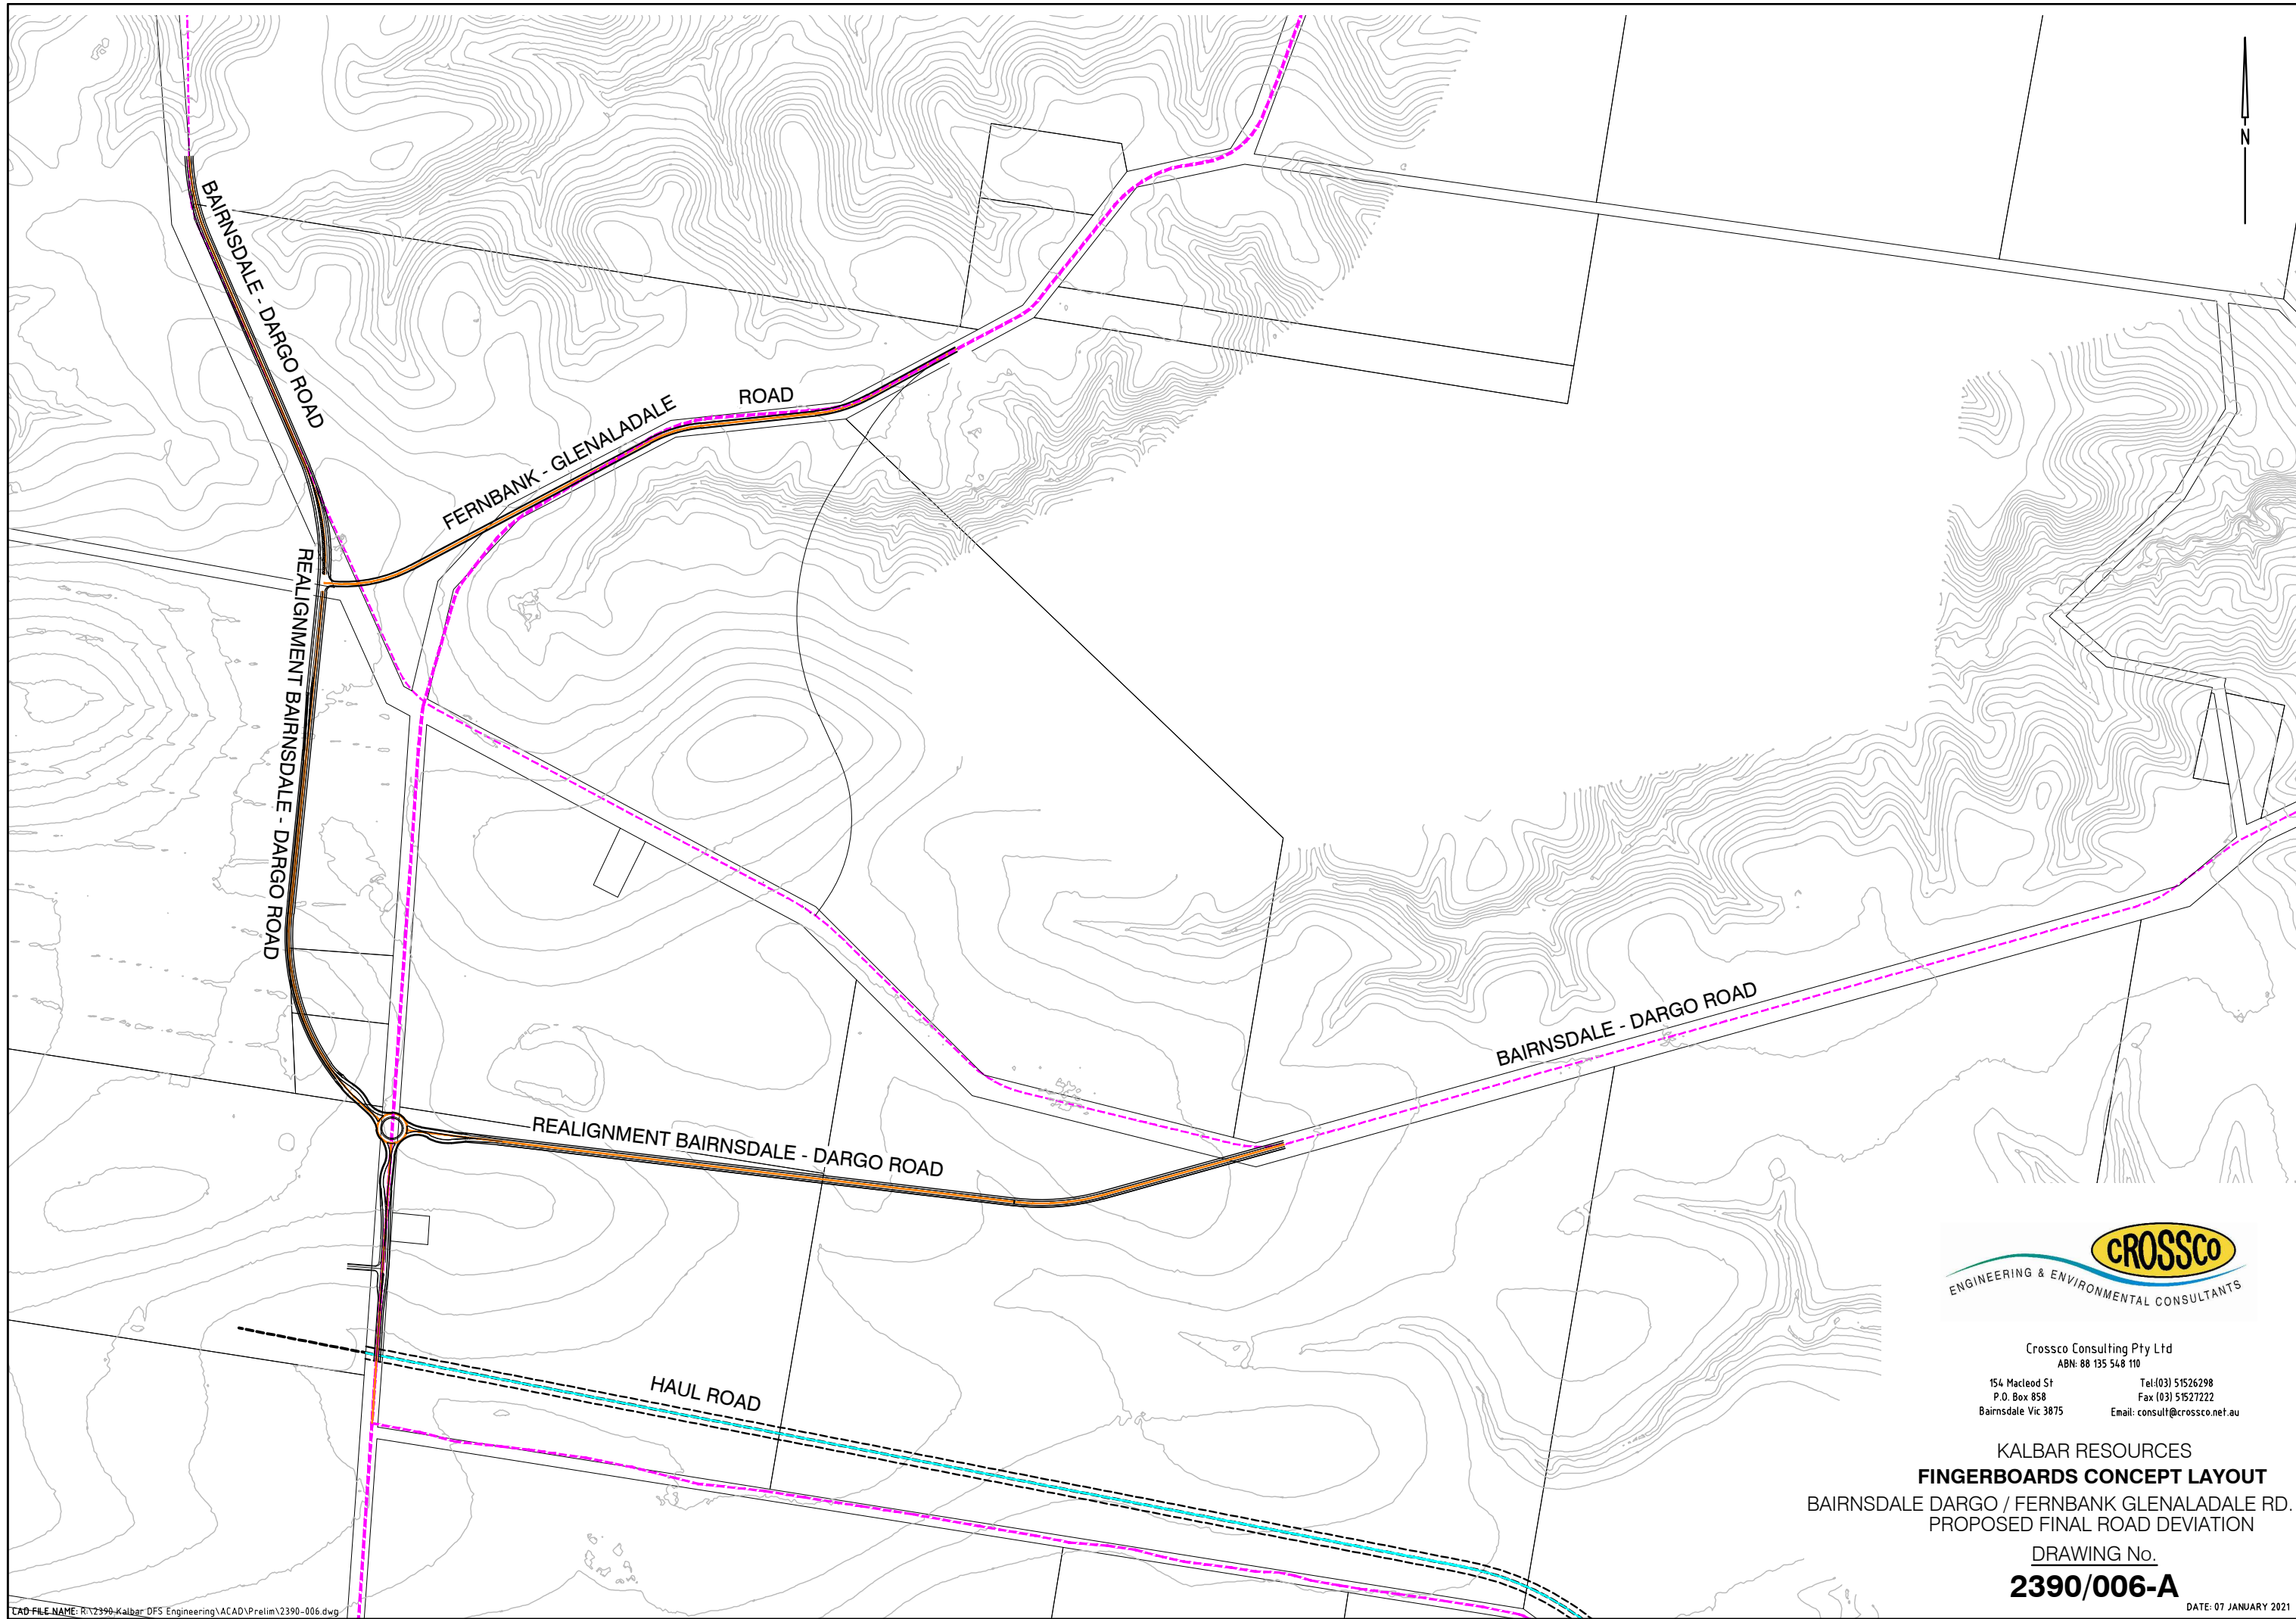 N
BAIRNSDALE - DARGO ROAD
FERNBANK - GLENALADALE
ROAD
REALIGNMENT BAIRNSDALE - DARGO ROAD
BAIRNSDALE - DARGO ROAD
REALIGNMENT BAIRNSDALE - DARGO ROAD
HAUL ROAD
CROSSCO
ENGINEERING & ENVIRONMENTAL CONSULTANTS
Crossco Consulting Pty Ltd
ABN: 88 135 548 110
154 Macleod St
P.O. Box 858
Bairnsdale Vic 3875
Tel:(03) 51526298
Fax (03) 51527222
Email: consult@crossco.net.au
KALBAR RESOURCES
FINGERBOARDS CONCEPT LAYOUT
BAIRNSDALE DARGO / FERNBANK GLENALADALE RD.
PROPOSED FINAL ROAD DEVIATION
DRAWING No.
2390/006-A
DATE: 07 JANUARY 2021
CAD FILE NAME: R:\2390 Kalbar DFS Engineering\ACAD\Prelim\2390-006.dwg